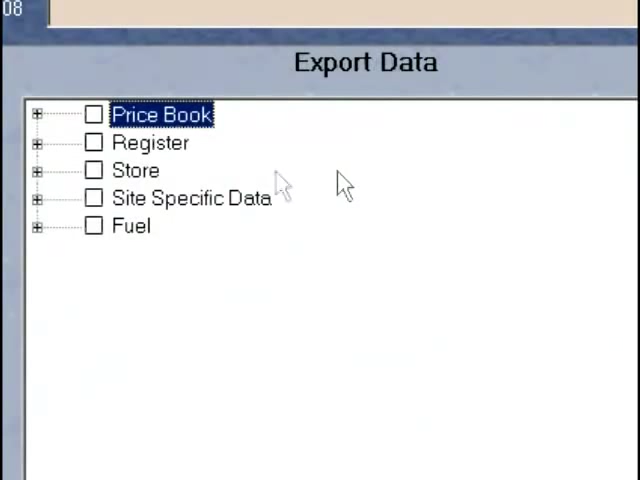 08
Export Data
Price Book
Register
Store
Site Specific Data
Fuel